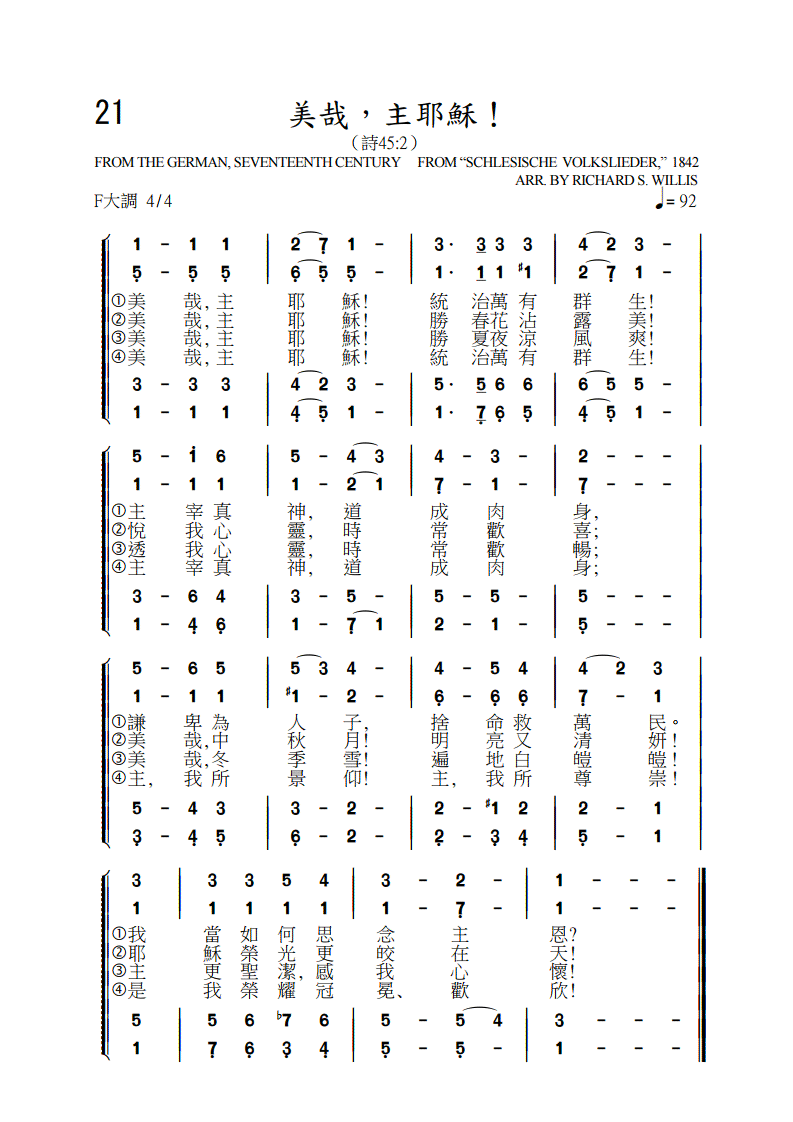 21
美哉，主耶穌！
（詩45:2）
FROM THE GERMAN, SEVENTEENTH CENTURY FROM “SCHLESISCHE VOLKSLIEDER,” 1842
ARR. BY RICHARD S. WILLIS
F大調 4/4 ♩= 92
1 - 1 1 | 2 7̣ 1 - | 3· 3 3 3 | 4 2 3 - |
5̣ - 5̣ 5̣ | 6̣ 5̣ 5̣ - | 1· 1 1 #1 | 2 7̣ 1 - |
①美 哉, 主 耶 穌! 統 治萬 有 群 生!
②美 哉, 主 耶 穌! 勝 春花 沾 露 美!
③美 哉, 主 耶 穌! 勝 夏夜 涼 風 爽!
④美 哉, 主 耶 穌! 統 治萬 有 群 生!
3 - 3 3 | 4 2 3 - | 5· 5 6 6 | 6 5 5 - |
1 - 1 1 | 4̣ 5̣ 1 - | 1· 7̣ 6̣ 5̣ | 4̣ 5̣ 1 - |
5 - i 6 | 5 - 4 3 | 4 - 3 - | 2 - - - |
1 - 1 1 | 1 - 2 1 | 7̣ - 1 - | 7̣ - - - |
①主 宰 真 神, 道 成 肉 身;
②悅 我 心 靈, 時 常 歡 喜;
③透 我 心 靈, 時 常 歡 暢;
④主 宰 真 神, 道 成 肉 身;
3 - 6 4 | 3 - 5 - | 5 - 5 - | 5 - - - |
1 - 4̣ 6̣ | 1 - 7̣ 1 | 2 - 1 - | 5̣ - - - |
5 - 6 5 | 5 3 4 - | 4 - 5 4 | 4 2 3 |
1 - 1 1 | #1 - 2 - | 6̣ - 6̣ 6̣ | 7̣ - 1 |
①謙 卑 為 人 子, 捨 命 救 萬 民。
②美 哉, 中 秋 月! 明 亮 又 清 妍!
③美 哉, 冬 季 雪! 遍 地 白 皚 皚!
④主, 我 所 景 仰! 主, 我 所 尊 崇!
5 - 4 3 | 3 - 2 - | 2 - #1 2 | 2 - 1 |
3̣ - 4̣ 5̣ | 6̣ - 2 - | 2̣ - 3̣ 4̣ | 5̣ - 1 |
3 | 3 3 5 4 | 3 - 2 - | 1 - - -
1 | 1 1 1 1 | 1 - 7̣ - | 1 - - -
①我 當 如 何 思 念 主 恩?
②耶 穌 榮 光 更 皎 在 天!
③主 更 聖 潔, 感 我 心 懷!
④是 我 榮 耀 冠 冕、 歡 欣!
5 | 5 6 ♭7 6 | 5 - 5 4 | 3 - - -
1 | 7̣ 6̣ 3̣ 4̣ | 5̣ - 5̣ - | 1 - - -